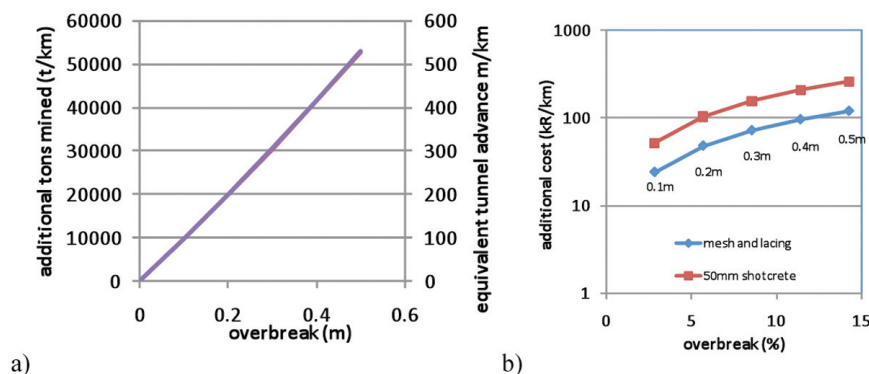 60000
50000
40000
30000
20000
10000
0
additional tons mined (t/km)
600
500
400
300
200
100
0
equivalent tunnel advance m/km
0
0.2
0.4
0.6
overbreak (m)
a)
1000
100
10
1
additional cost (kR/km)
0.1m
0.2m
0.3m
0.4m
0.5m
mesh and lacing
50mm shotcrete
0
5
10
15
overbreak (%)
b)